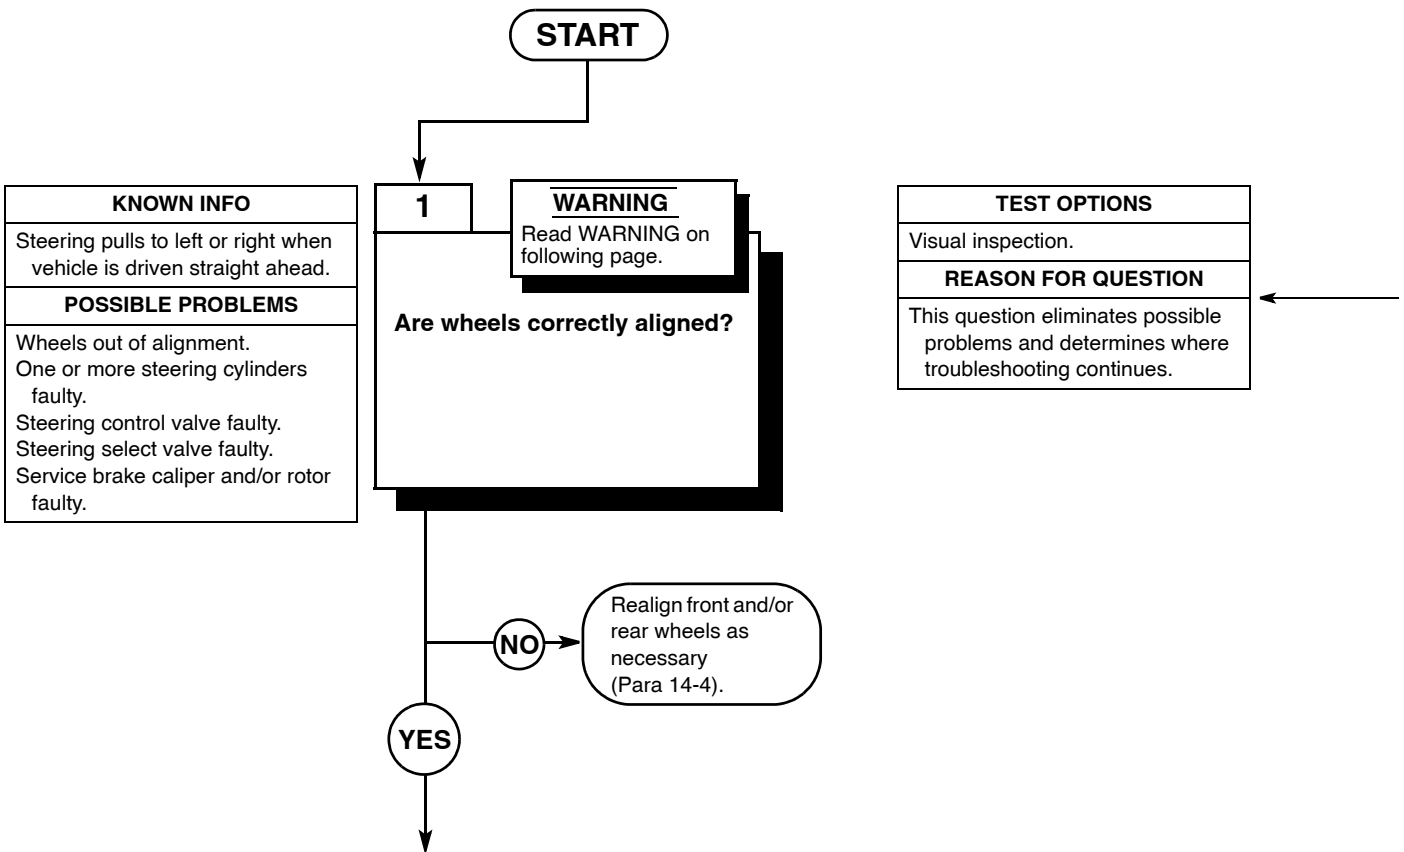 START
KNOWN INFO
Steering pulls to left or right when
vehicle is driven straight ahead.
POSSIBLE PROBLEMS
Wheels out of alignment.
One or more steering cylinders
faulty.
Steering control valve faulty.
Steering select valve faulty.
Service brake caliper and/or rotor
faulty.
1
WARNING
Read WARNING on
following page.
Are wheels correctly aligned?
TEST OPTIONS
Visual inspection.
REASON FOR QUESTION
This question eliminates possible
problems and determines where
troubleshooting continues.
NO
Realign front and/or
rear wheels as
necessary
(Para 14-4).
YES